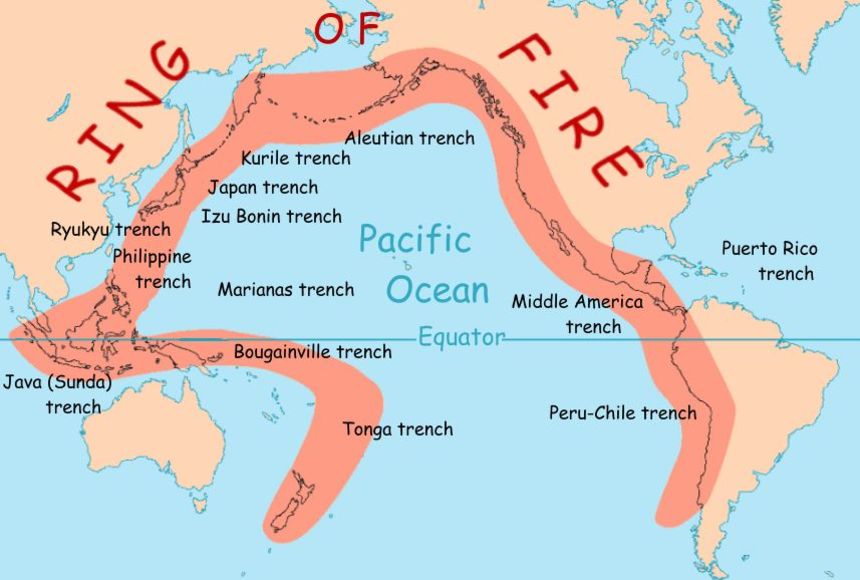 RING OF FIRE
Aleutian trench
Kurile trench
Japan trench
Izu Bonin trench
Ryukyu trench
Philippine
trench
Marianas trench
Pacific
Ocean
Puerto Rico
trench
Middle America
trench
Equator
Bougainville trench
Java (Sunda)
trench
Peru-Chile trench
Tonga trench